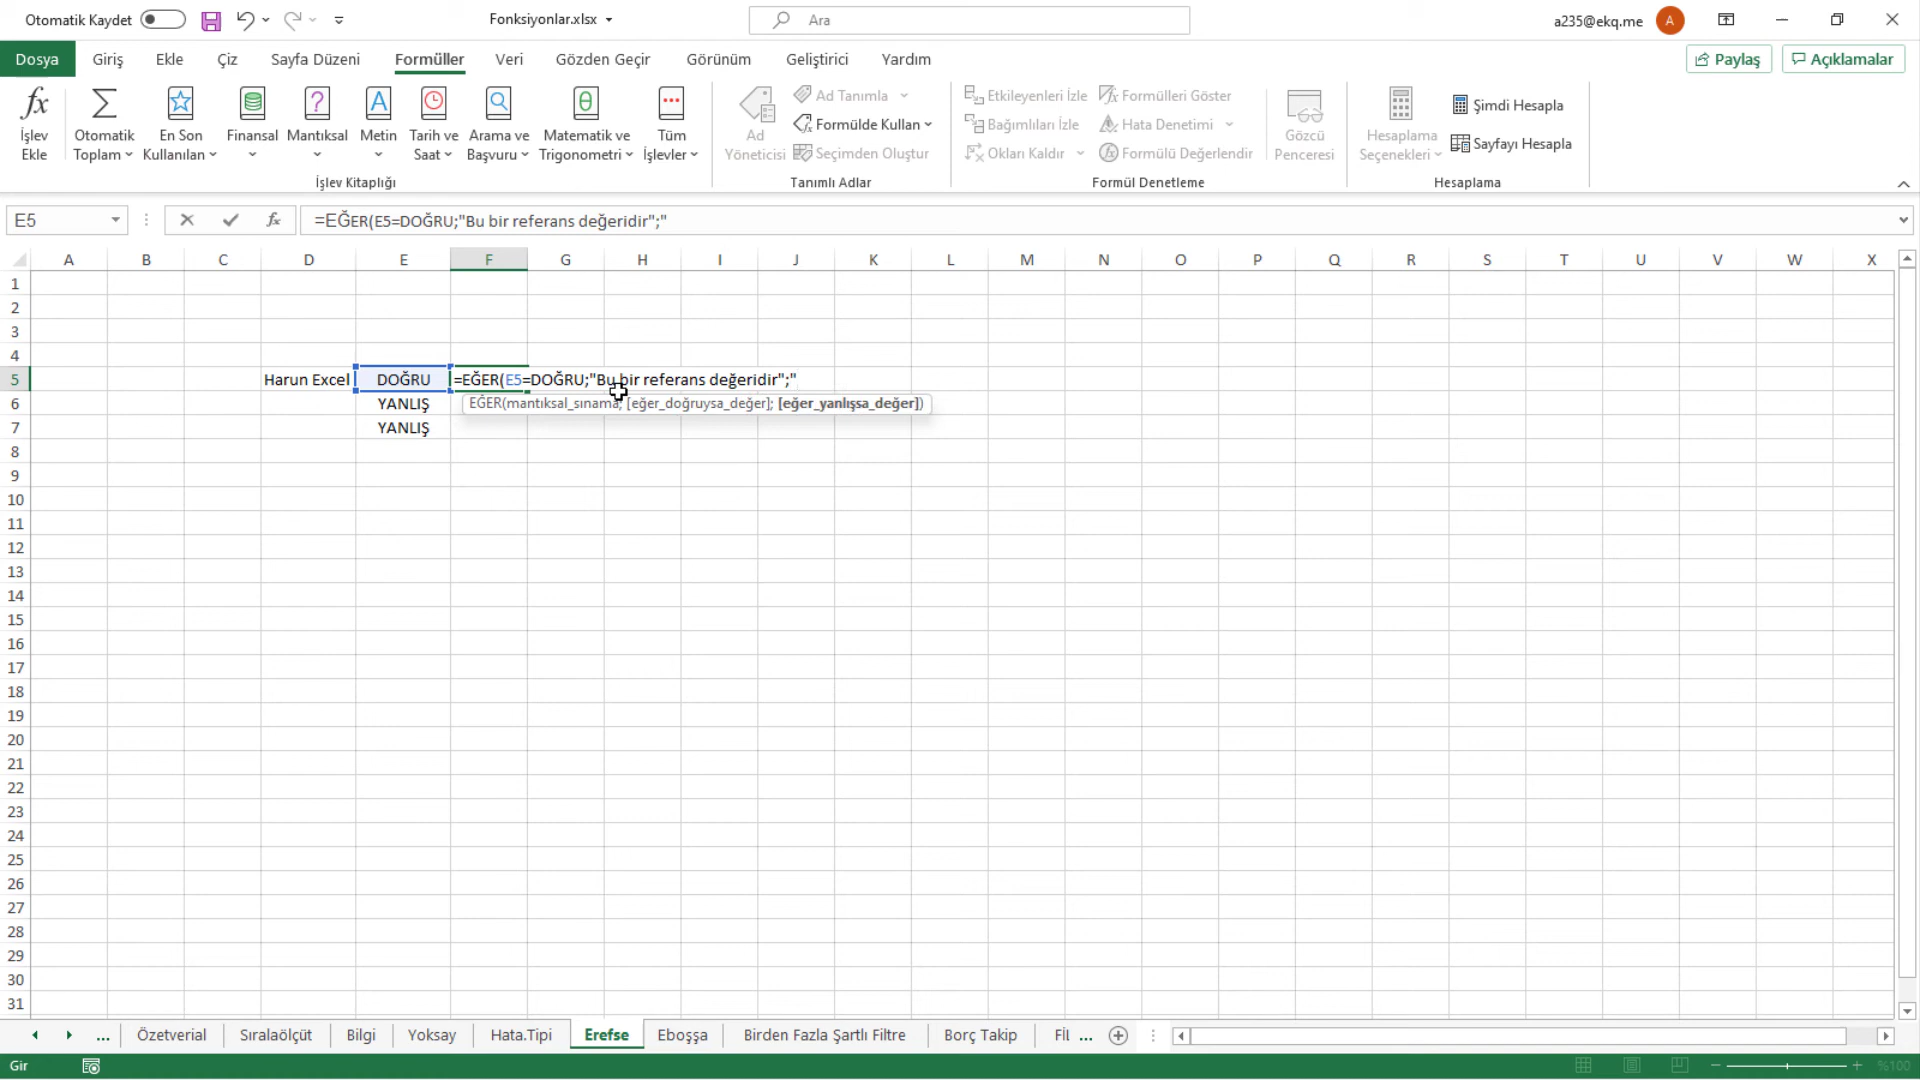 Otomatik Kaydet
Fonksiyonlar.xlsx
Ara
a235@ekq.me
A
Dosya Giriş Ekle Çiz Sayfa Düzeni Formüller Veri Gözden Geçir Görünüm Geliştirici Yardım
Paylaş Açıklamalar
İşlev Ekle
Otomatik Toplam
En Son Kullanılan
Finansal
Mantıksal
Metin
Tarih ve Saat
Arama ve Başvuru
Matematik ve Trigonometri
Tüm İşlevler
İşlev Kitaplığı
Ad Yöneticisi
Ad Tanımla
Formülde Kullan
Seçimden Oluştur
Tanımlı Adlar
Etkileyenleri İzle
Bağımlıları İzle
Okları Kaldır
Formülleri Göster
Hata Denetimi
Formülü Değerlendir
Formül Denetleme
Gözcü Penceresi
Hesaplama Seçenekleri
Şimdi Hesapla
Sayfayı Hesapla
Hesaplama
E5
fx
=EĞER(E5=DOĞRU;"Bu bir referans değeridir";"
A B C D E F G H I J K L M N O P Q R S T U V W X
1
2
3
4
5 Harun Excel DOĞRU =EĞER(E5=DOĞRU;"Bu bir referans değeridir";"
6 YANLIŞ EĞER(mantıksal_sınama; [eğer_doğruysa_değer]; [eğer_yanlışsa_değer])
7 YANLIŞ
8
9
10
11
12
13
14
15
16
17
18
19
20
21
22
23
24
25
26
27
28
29
30
31
... Özetverial Sıralaölçüt Bilgi Yoksay Hata.Tipi Erefse Eboşşa Birden Fazla Şartlı Filtre Borç Takip Fİl ...
Gir
%100